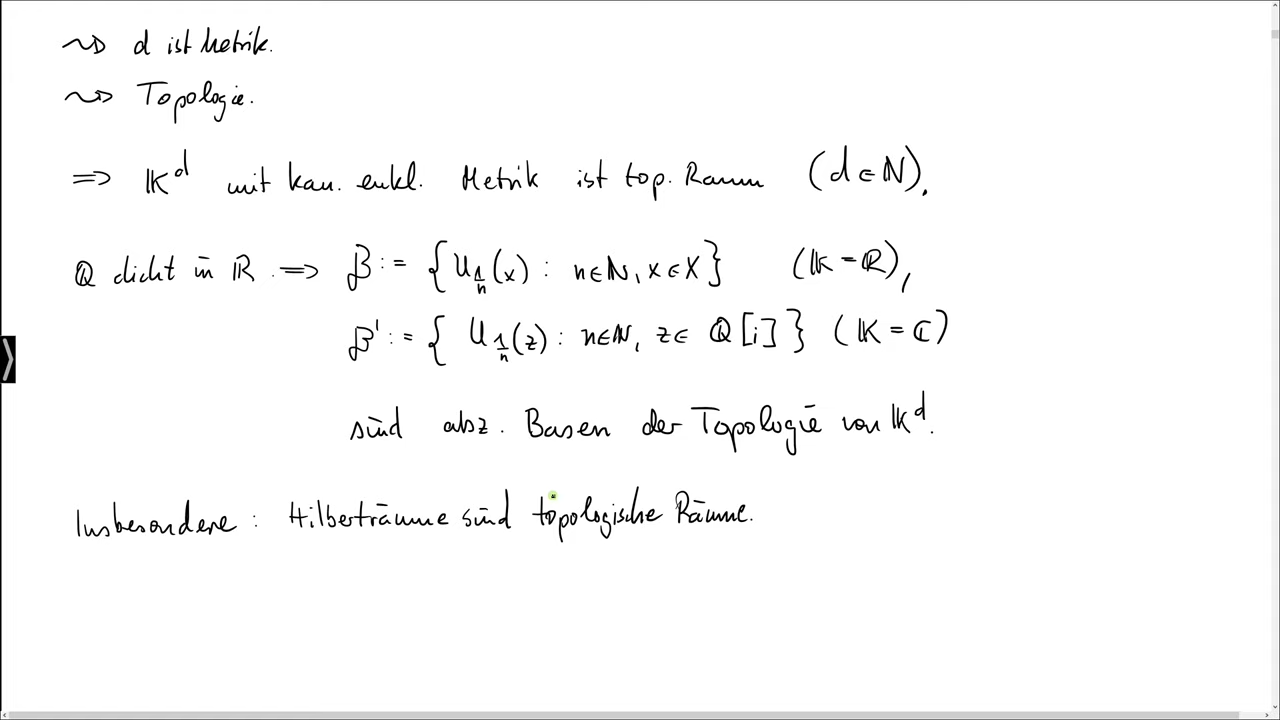 ⇝ d ist Metrik.
⇝ Topologie.
⇒ 𝕂^d mit kan. eukl. Metrik ist top. Raum (d ∈ ℕ).
ℚ dicht in ℝ. ⇒ β := { U_{1/n}(x) : n∈ℕ, x∈X } (𝕂 = ℝ),
β' := { U_{1/n}(z) : n∈ℕ, z∈ ℚ[i] } (𝕂 = ℂ)
sind abz. Basen der Topologie von 𝕂^d.
Insbesondere : Hilberträume sind topologische Räume.